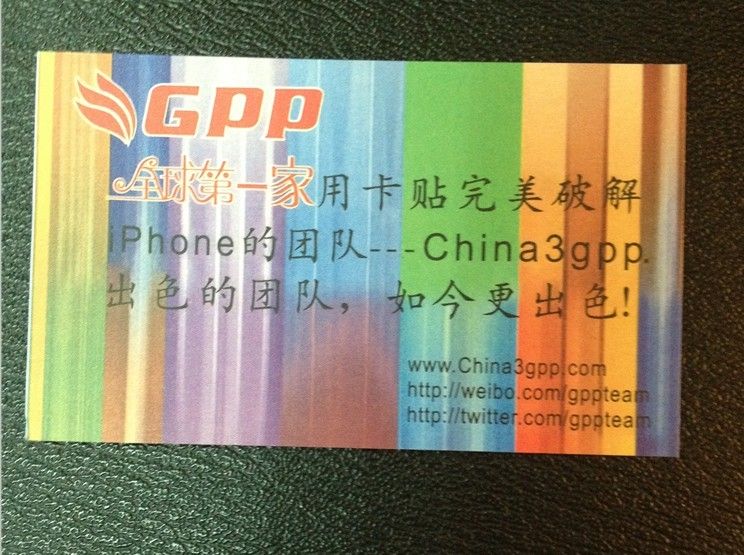 GPP
全球第一家用卡贴完美破解
iPhone的团队---China3gpp.
出色的团队，如今更出色!
www.China3gpp.com
http://weibo.com/gppteam
http://twitter.com/gppteam